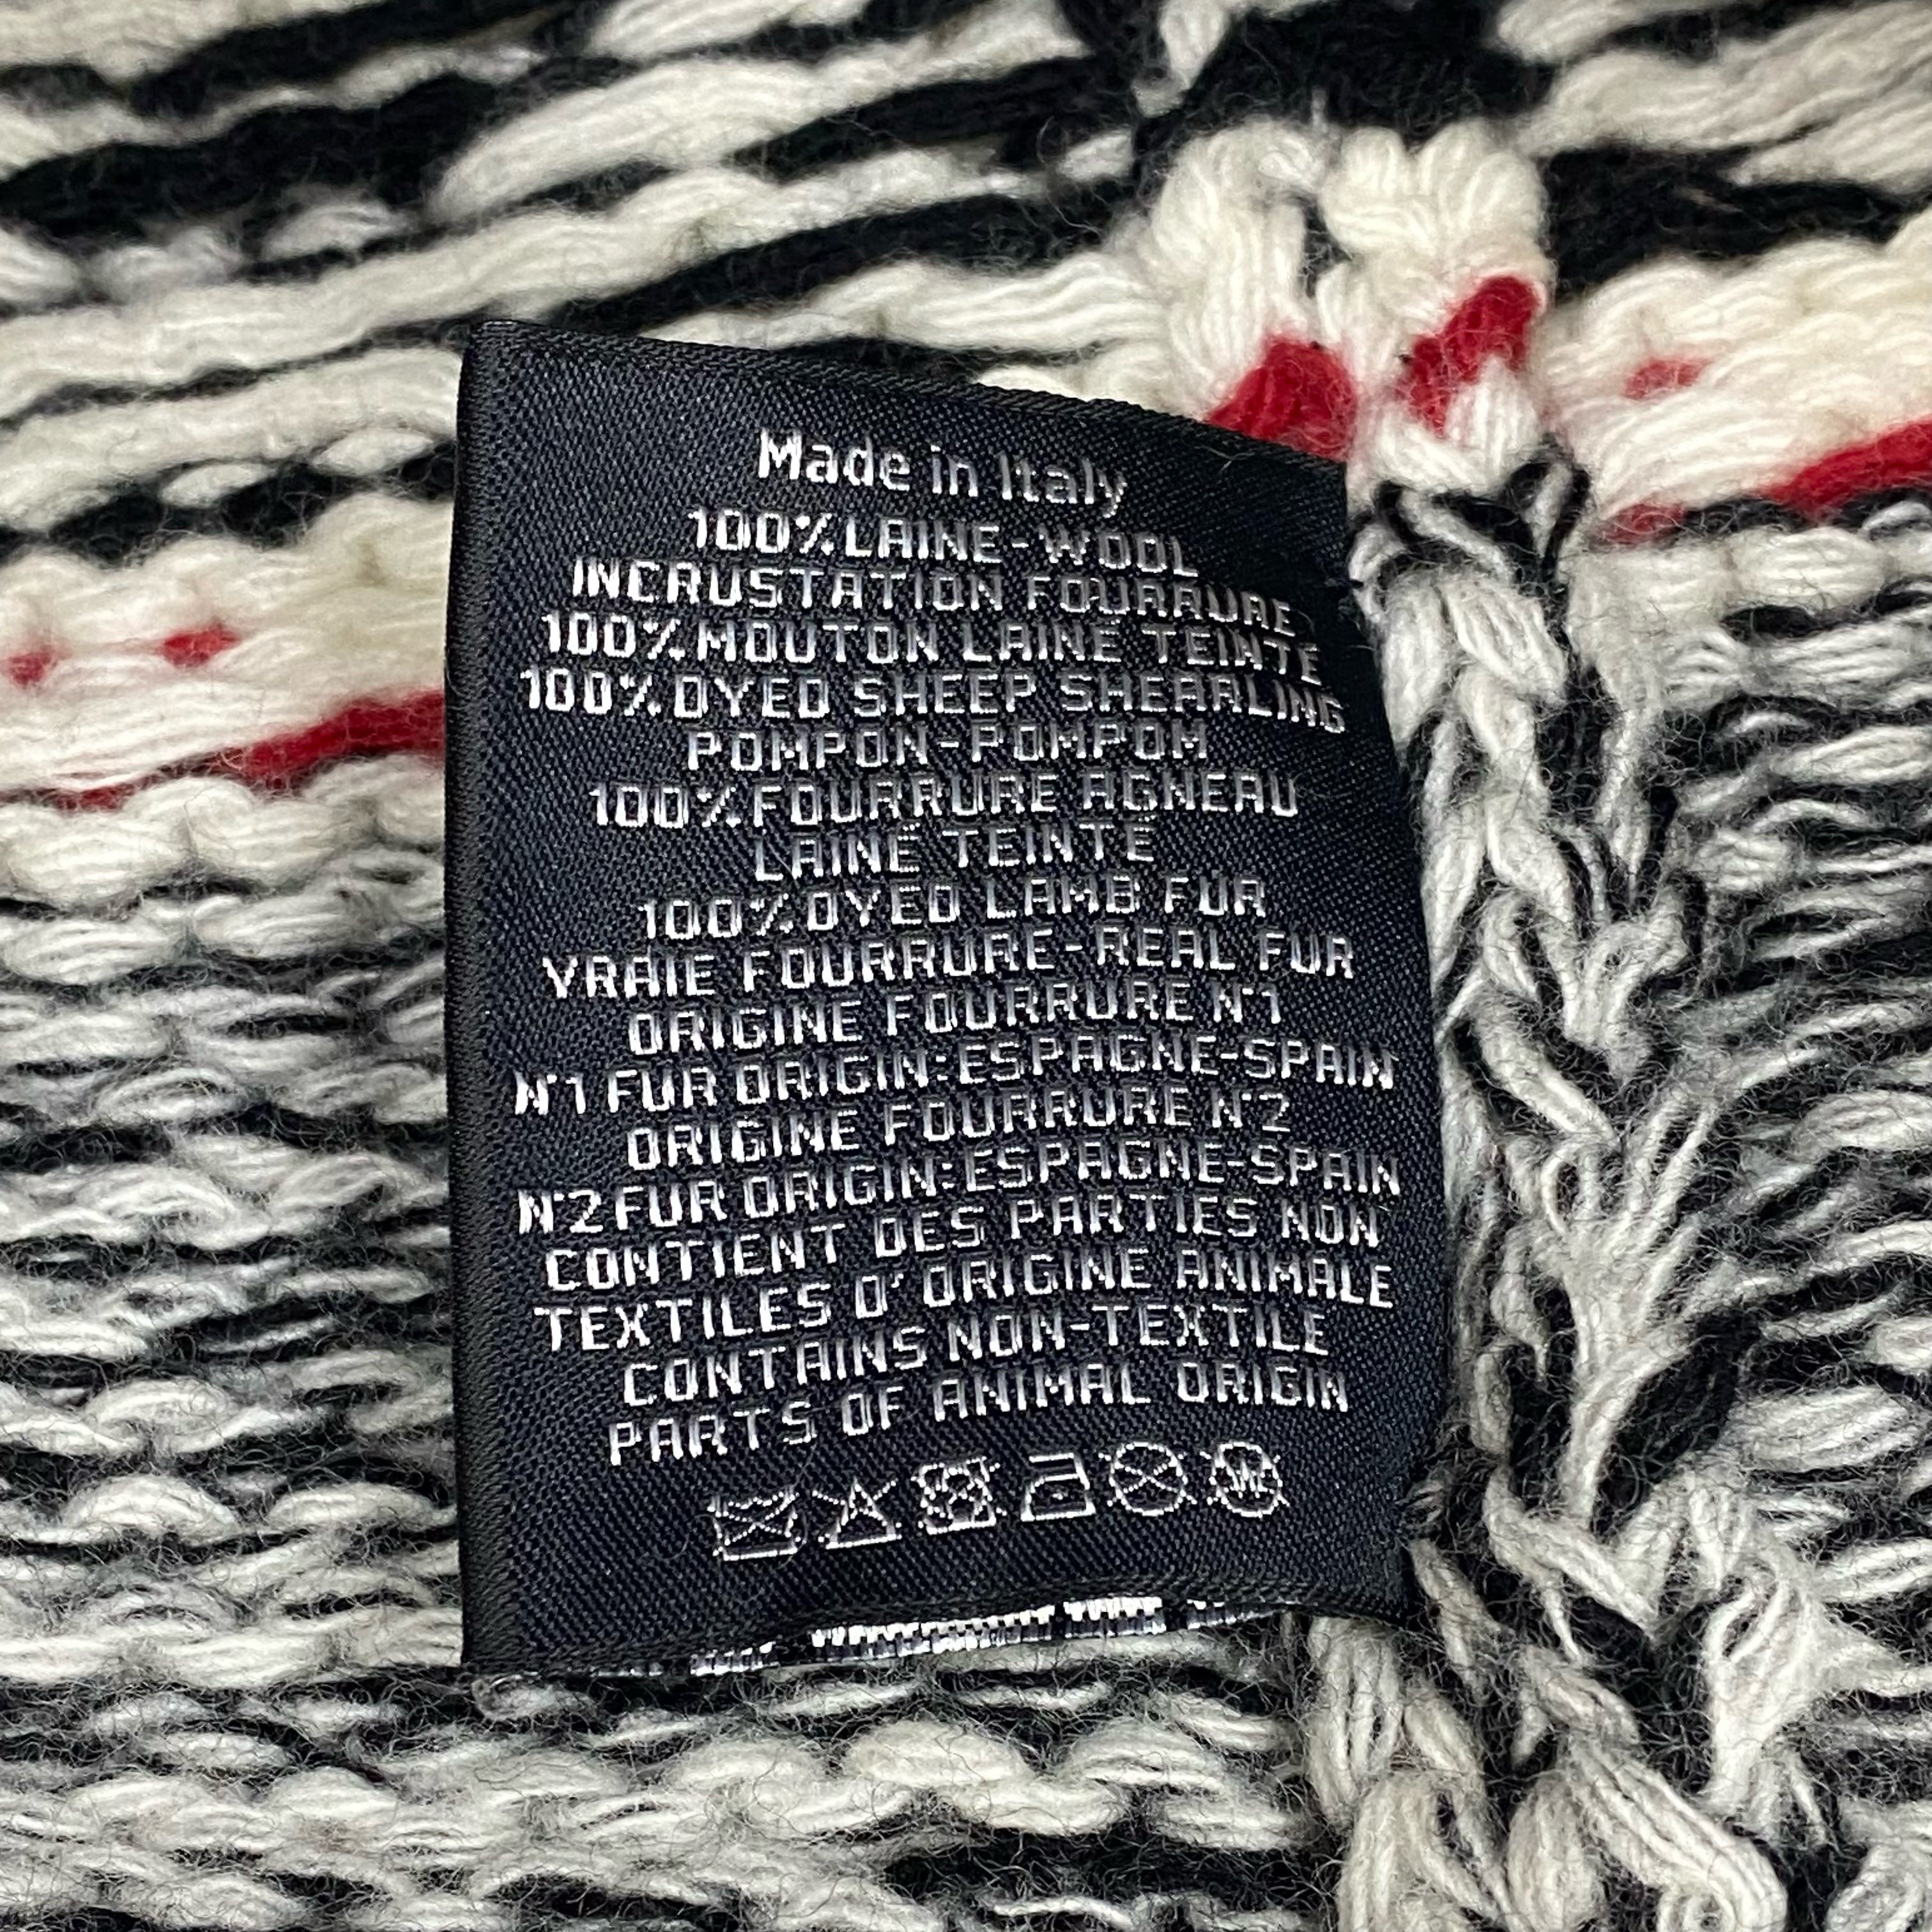 Made in Italy
100% LAINE-WOOL
INCRUSTATION FOURRURE
100% MOUTON LAINÉ TEINTE
100% DYED SHEEP SHEARLING
POMPON-POMPOM
100% FOURRURE AGNEAU
LAINÉ TEINTÉ
100% DYED LAMB FUR
VRAIE FOURRURE-REAL FUR
ORIGINE FOURRURE N°1
N°1 FUR ORIGIN: ESPAGNE-SPAIN
ORIGINE FOURRURE N°2
N°2 FUR ORIGIN: ESPAGNE-SPAIN
CONTIENT DES PARTIES NON
TEXTILES D' ORIGINE ANIMALE
CONTAINS NON-TEXTILE
PARTS OF ANIMAL ORIGIN
W